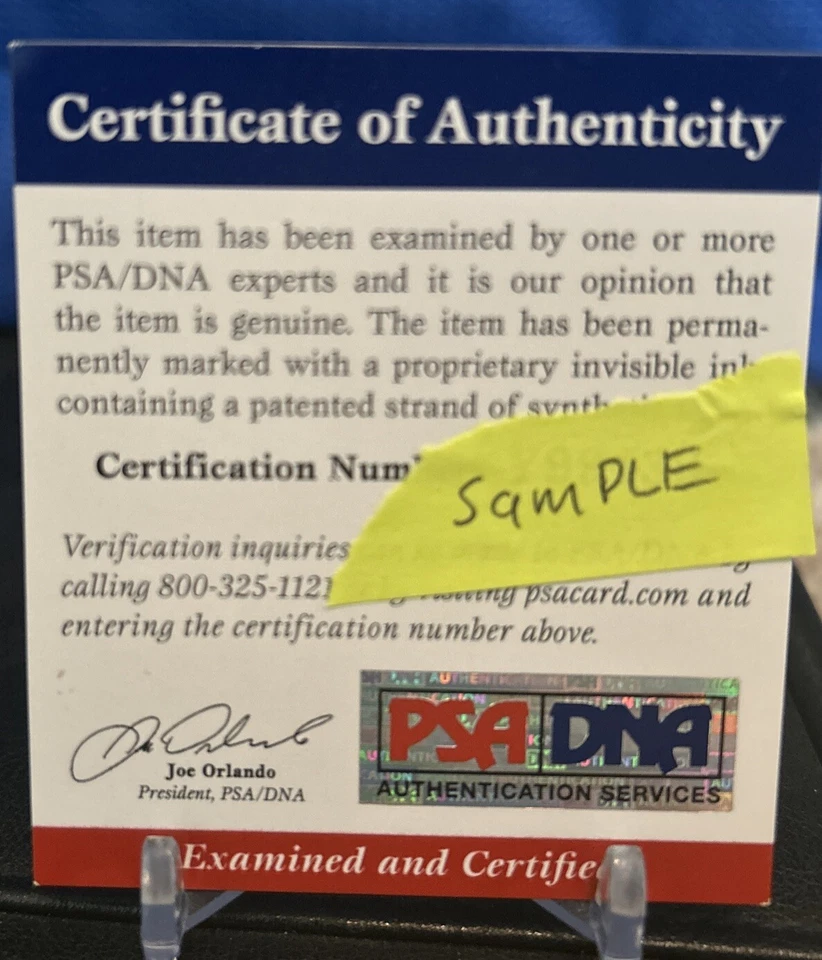 Certificate of Authenticity
This item has been examined by one or more
PSA/DNA experts and it is our opinion that
the item is genuine. The item has been perma-
nently marked with a proprietary invisible
containing a patented strand of
Certification
SamPLE
Verification inquiries
calling 800-325-1121 psacard.com and
entering the certification number above.
Joe Orlando
President, PSA/DNA
PSA DNA
AUTHENTICATION SERVICES
Examined and